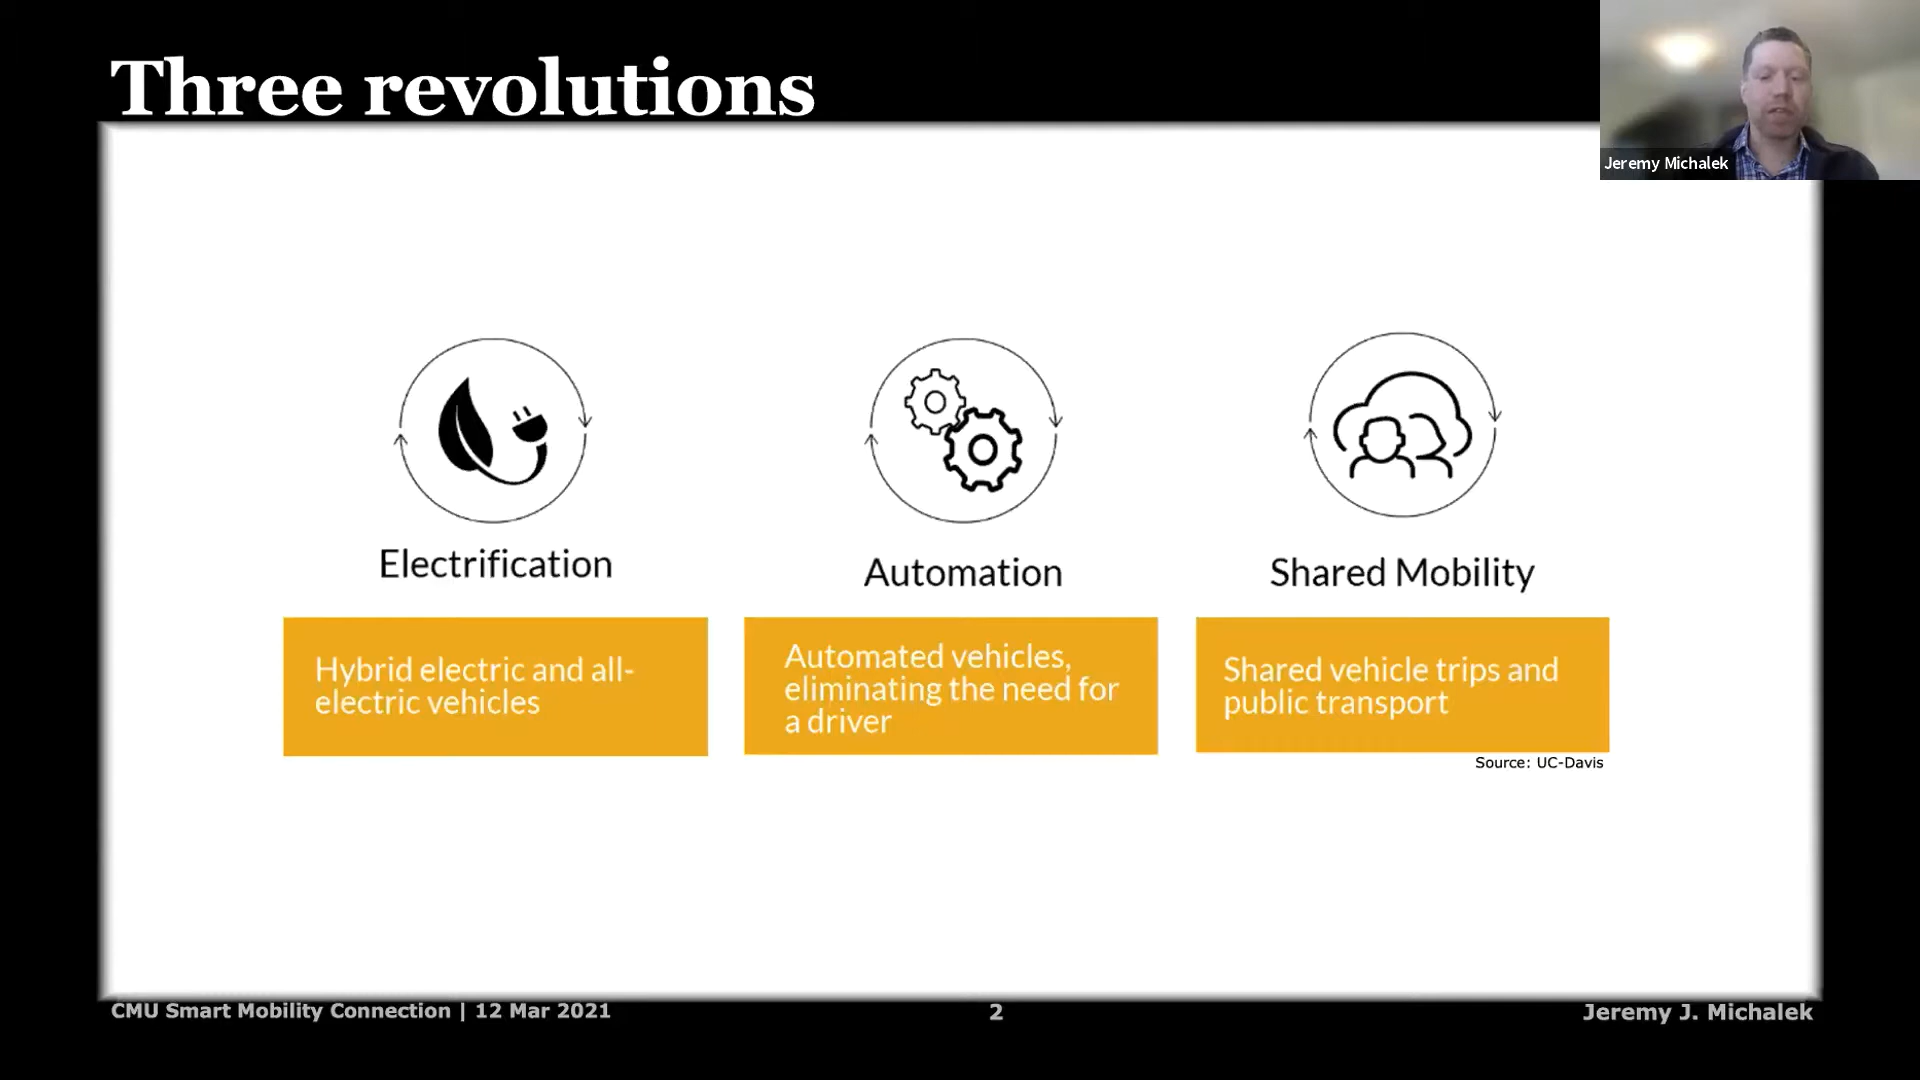 Three revolutions
Jeremy Michalek
Electrification
Automation
Shared Mobility
Hybrid electric and all-
electric vehicles
Automated vehicles,
eliminating the need for
a driver
Shared vehicle trips and
public transport
Source: UC-Davis
CMU Smart Mobility Connection | 12 Mar 2021
2
Jeremy J. Michalek